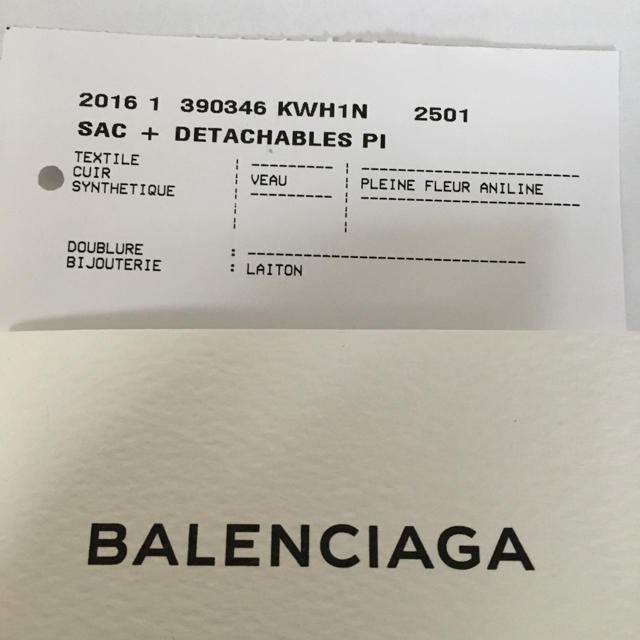 2016 1 390346 KWH1N 2501
SAC + DETACHABLES PI
TEXTILE
CUIR VEAU PLEINE FLEUR ANILINE
SYNTHETIQUE
DOUBLURE :
BIJOUTERIE : LAITON
BALENCIAGA